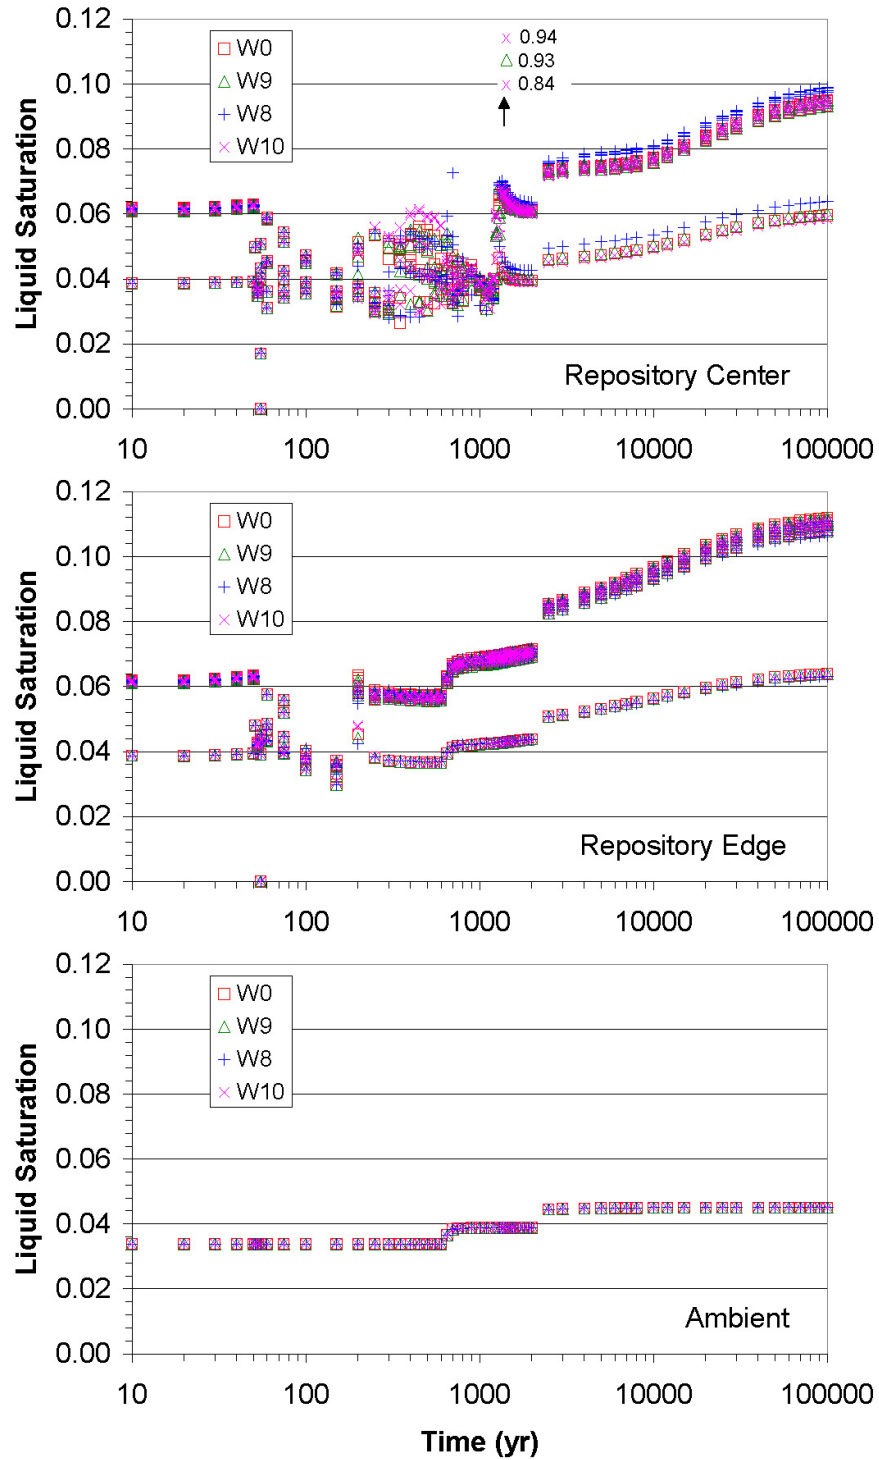 0.12
0.10
0.08
0.06
0.04
0.02
0.00
Liquid Saturation
W0
W9
W8
W10
0.94
0.93
0.84
Repository Center
10 100 1000 10000 100000
0.12
0.10
0.08
0.06
0.04
0.02
0.00
Liquid Saturation
W0
W9
W8
W10
Repository Edge
10 100 1000 10000 100000
0.12
0.10
0.08
0.06
0.04
0.02
0.00
Liquid Saturation
W0
W9
W8
W10
Ambient
10 100 1000 10000 100000
Time (yr)